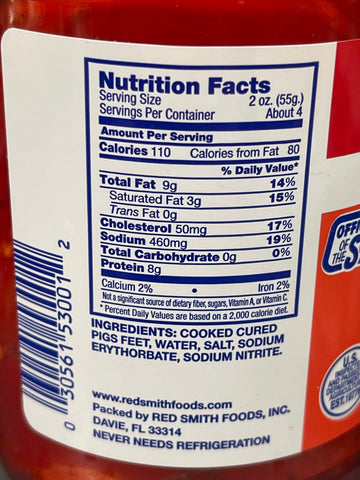 Nutrition Facts
Serving Size 2 oz. (55g.)
Servings Per Container About 4
Amount Per Serving
Calories 110 Calories from Fat 80
% Daily Value*
Total Fat 9g 14%
Saturated Fat 3g 15%
Trans Fat 0g
Cholesterol 50mg 17%
Sodium 460mg 19%
Total Carbohydrate 0g 0%
Protein 8g
Calcium 2% • Iron 2%
Not a significant source of dietary fiber, sugars, Vitamin A, or Vitamin C.
* Percent Daily Values are based on a 2,000 calorie diet.
INGREDIENTS: COOKED CURED
PIGS FEET, WATER, SALT, SODIUM
ERYTHORBATE, SODIUM NITRITE.
www.redsmithfoods.com
Packed by RED SMITH FOODS, INC.
DAVIE, FL 33314
NEVER NEEDS REFRIGERATION
0 30561 53001 2
OF
THE
U.S.